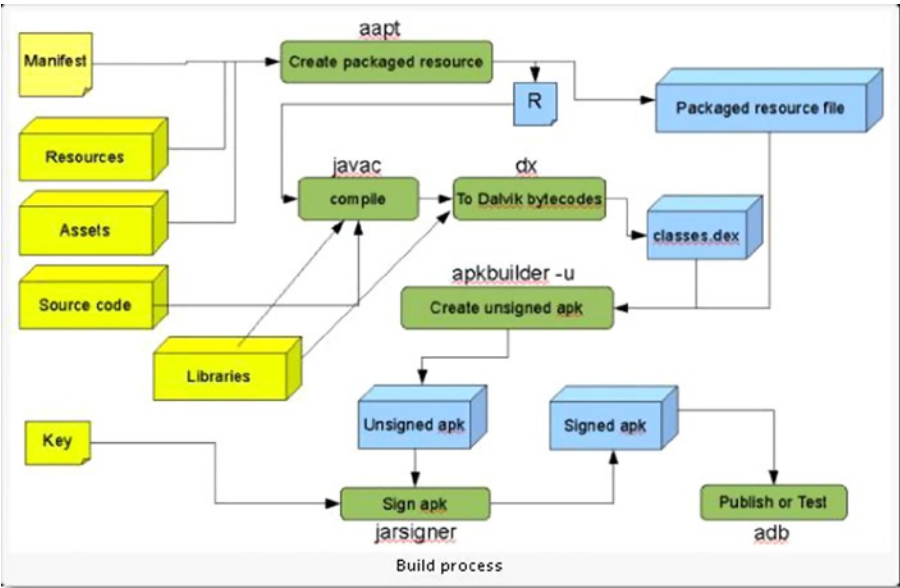 aapt
Manifest
Create packaged resource
R
Packaged resource file
Resources
javac
dx
compile
To Dalvik bytecodes
Assets
classes.dex
apkbuilder -u
Source code
Create unsigned apk
Libraries
Unsigned apk
Signed apk
Key
Sign apk
Publish or Test
jarsigner
adb
Build process